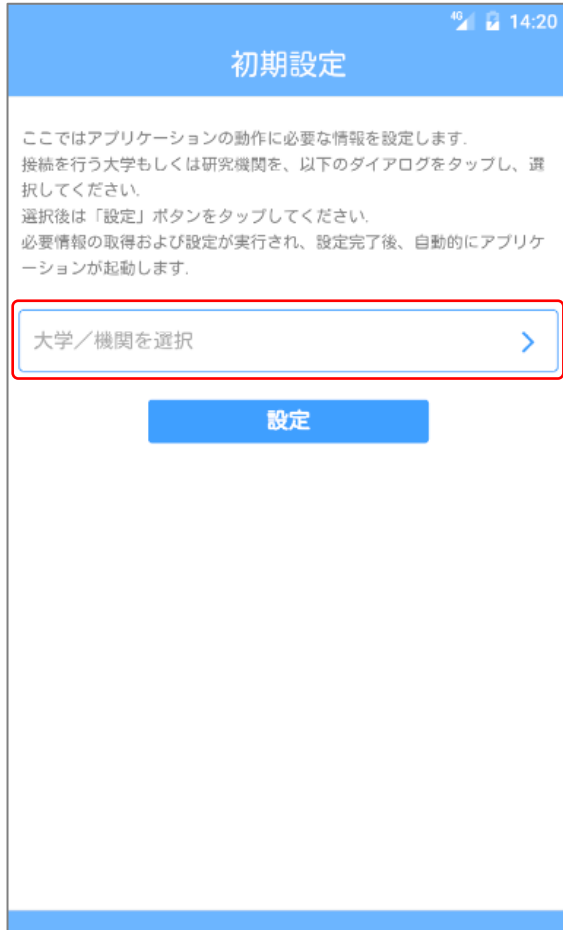 4G 14:20
初期設定
ここではアプリケーションの動作に必要な情報を設定します.
接続を行う大学もしくは研究機関を、以下のダイアログをタップし、選
択してください.
選択後は「設定」ボタンをタップしてください.
必要情報の取得および設定が実行され、設定完了後、自動的にアプリケ
ーションが起動します.
大学／機関を選択
設定